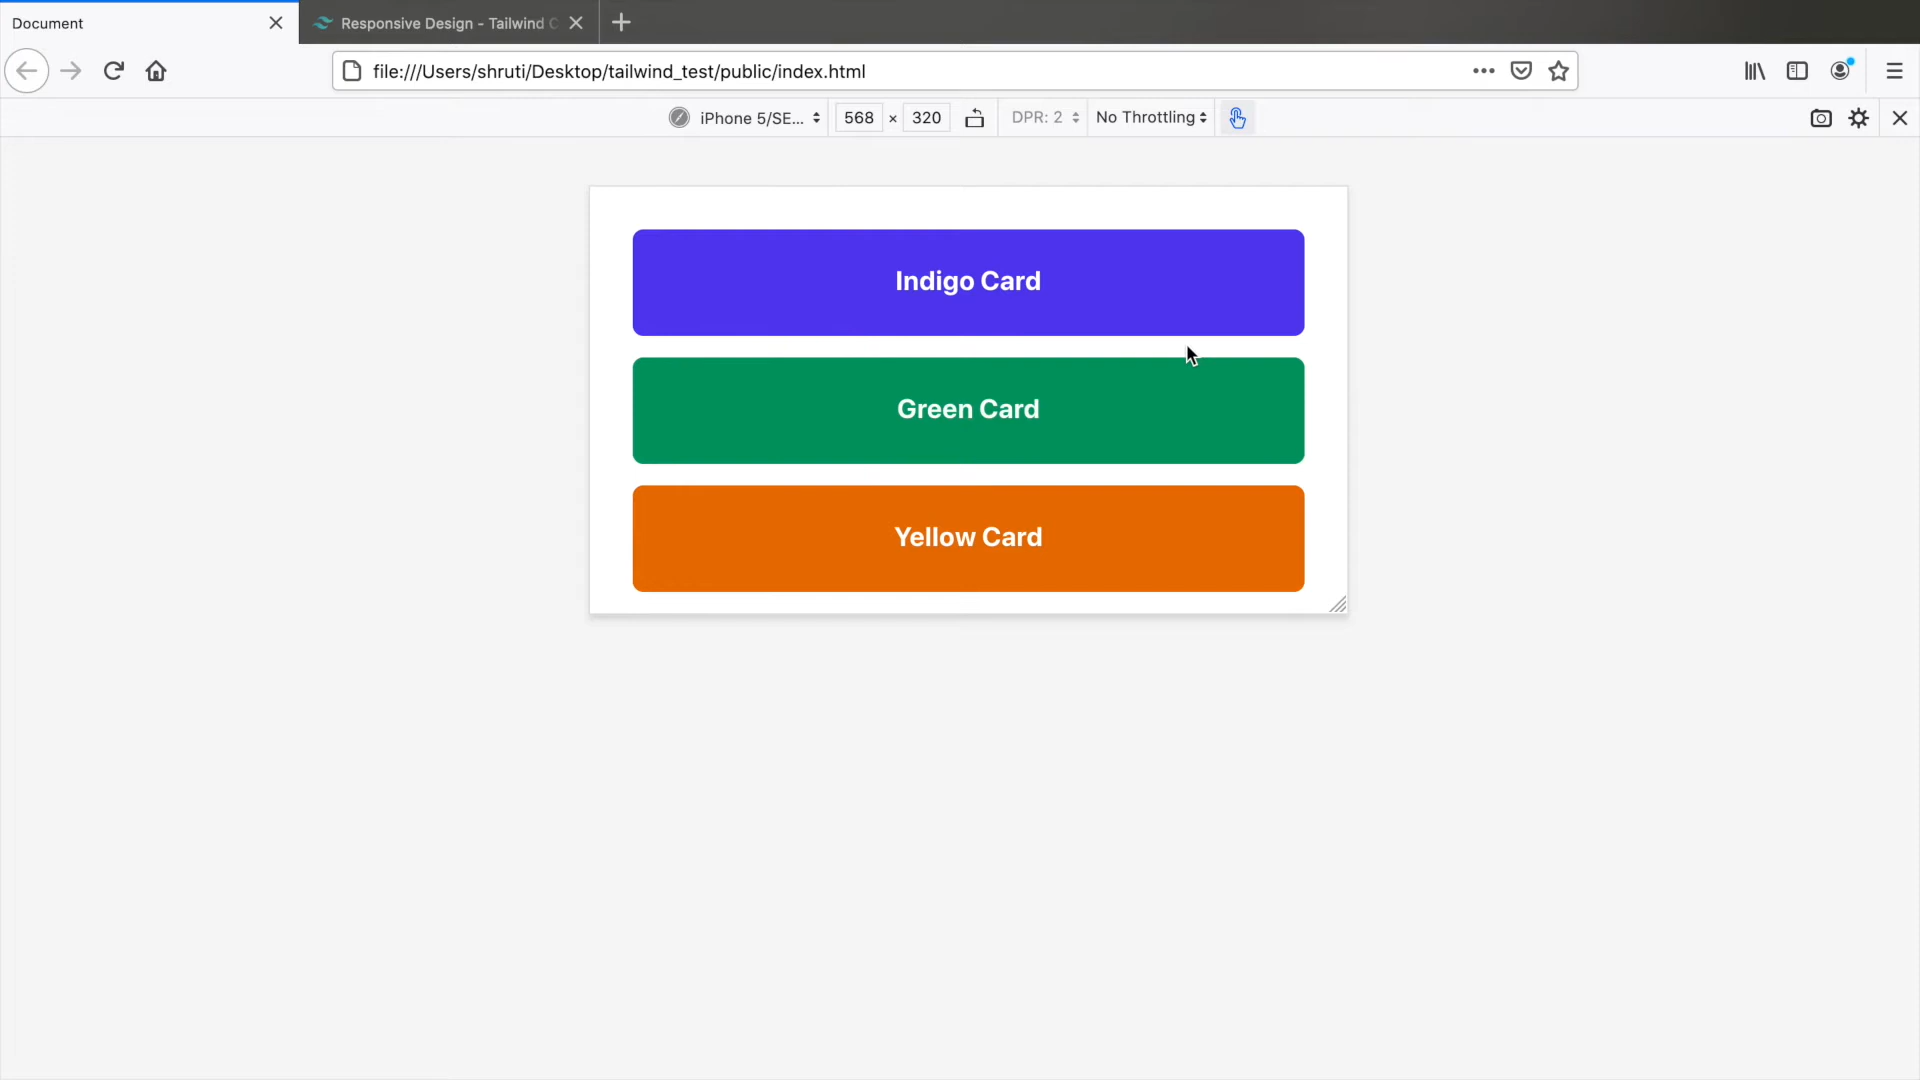 Document
Responsive Design - Tailwind C
file:///Users/shruti/Desktop/tailwind_test/public/index.html
iPhone 5/SE... 568 × 320 DPR: 2 No Throttling
Indigo Card
Green Card
Yellow Card